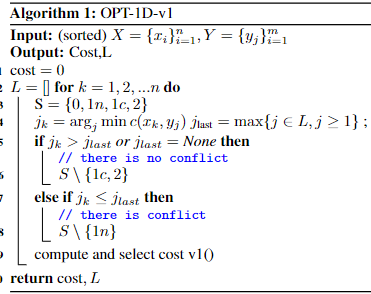 Algorithm 1: OPT-1D-v1
Input: (sorted) X = {x_i}_{i=1}^n, Y = {y_j}_{j=1}^m
Output: Cost,L
1 cost = 0
2 L = [] for k = 1, 2, ...n do
3 S = {0, 1n, 1c, 2}
4 j_k = arg_j min c(x_k, y_j) j_last = max{j ∈ L, j ≥ 1} ;
5 if j_k > j_last or j_last = None then
// there is no conflict
6 S \ {1c, 2}
7 else if j_k ≤ j_last then
// there is conflict
8 S \ {1n}
9 compute and select cost v1()
0 return cost, L